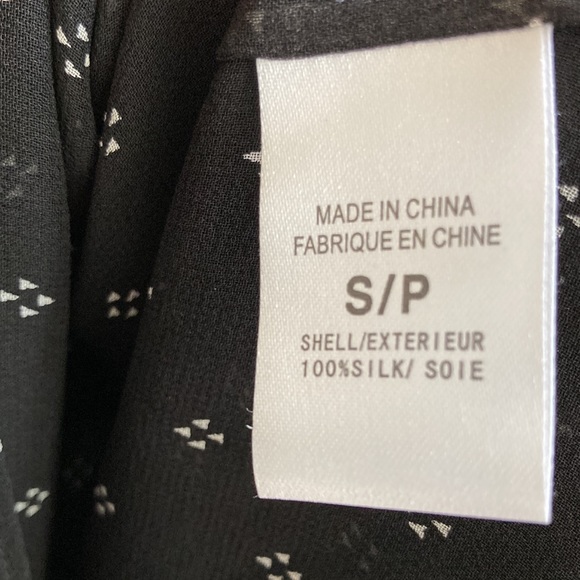 MADE IN CHINA
FABRIQUE EN CHINE
S/P
SHELL/EXTERIEUR
100%SILK/ SOIE